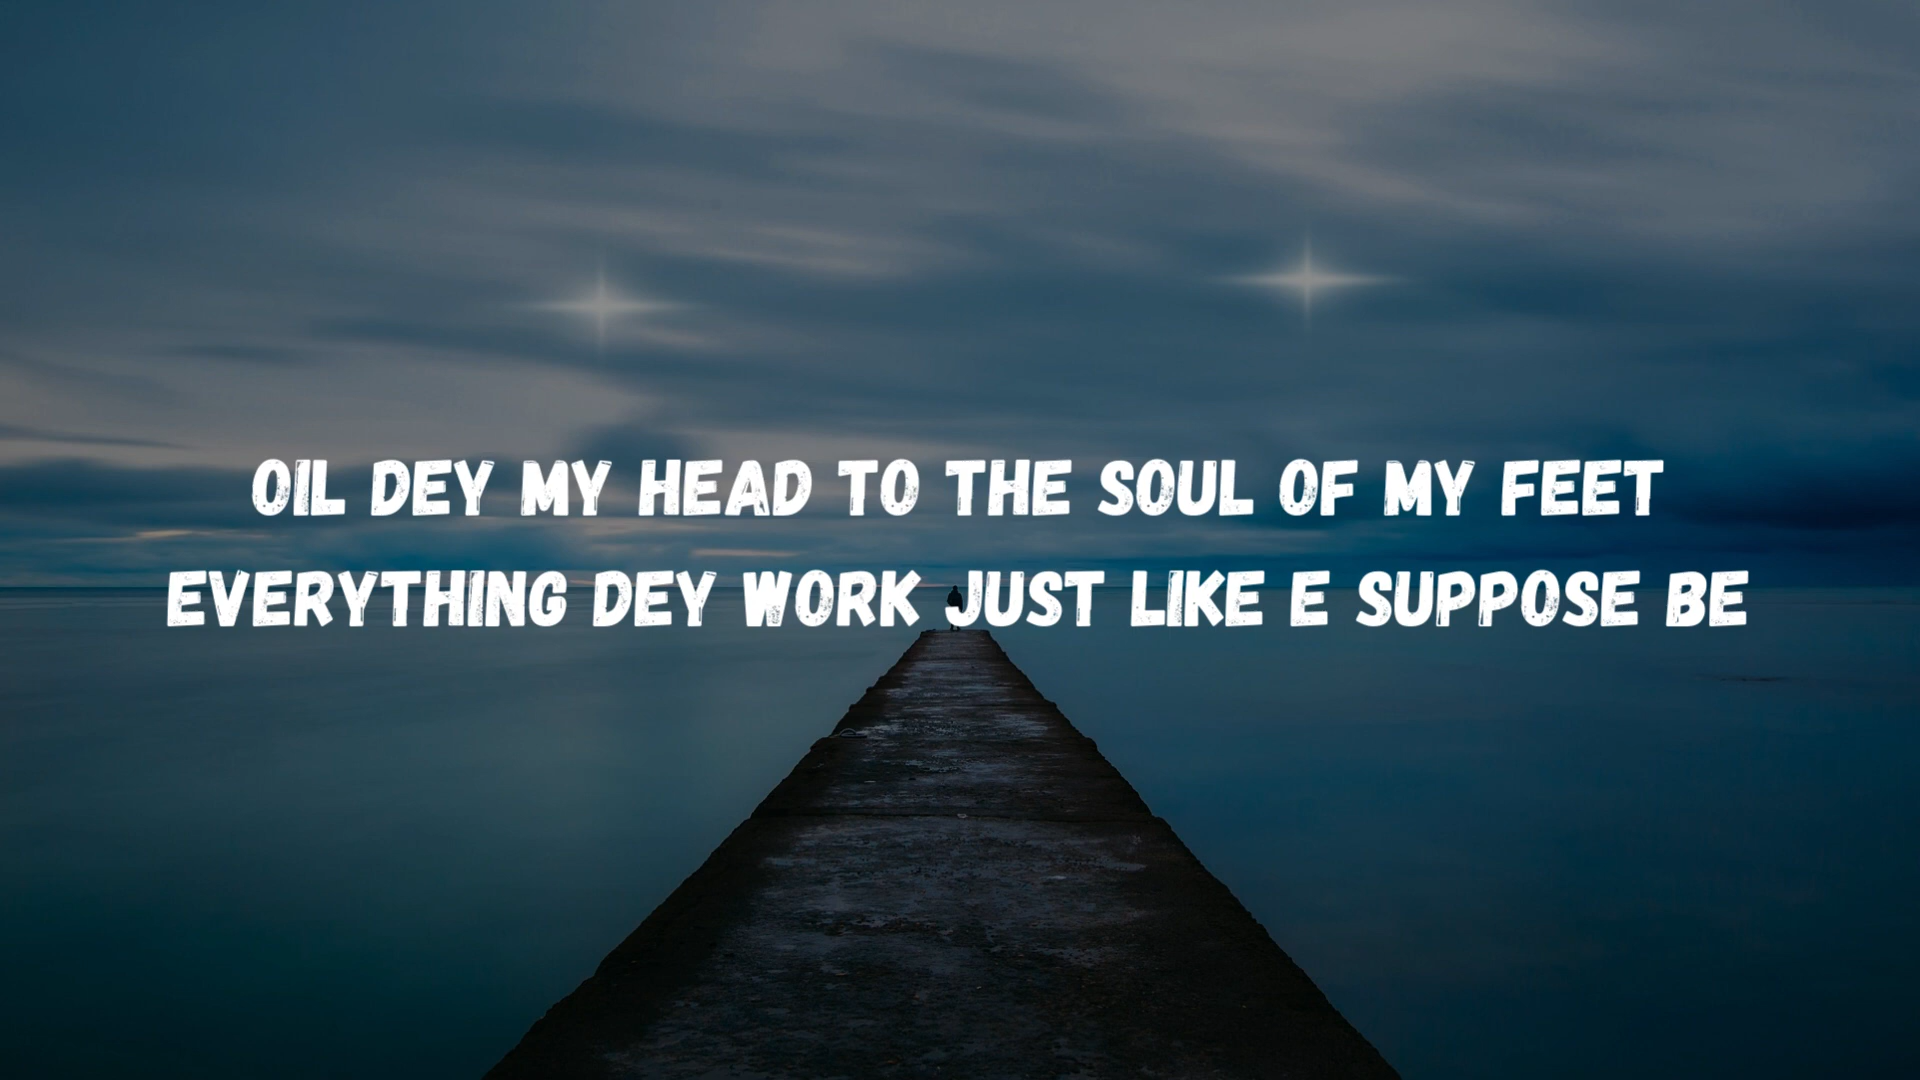 OIL DEY MY HEAD TO THE SOUL OF MY FEET
EVERYTHING DEY WORK JUST LIKE E SUPPOSE BE